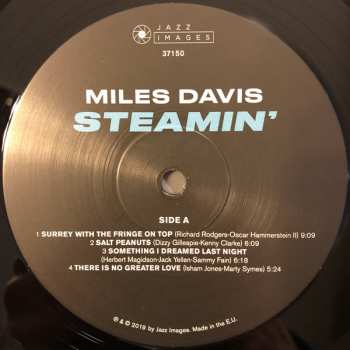 JAZZ
IMAGES
37150
MILES DAVIS
STEAMIN'
SIDE A
1 SURREY WITH THE FRINGE ON TOP (Richard Rodgers-Oscar Hammerstein II) 9:09
2 SALT PEANUTS (Dizzy Gillespie-Kenny Clarke) 6:09
3 SOMETHING I DREAMED LAST NIGHT
(Herbert Magidson-Jack Yellen-Sammy Fain) 6:18
4 THERE IS NO GREATER LOVE (Isham Jones-Marty Symes) 5:24
℗ & © 2019 by Jazz Images. Made in the E.U.